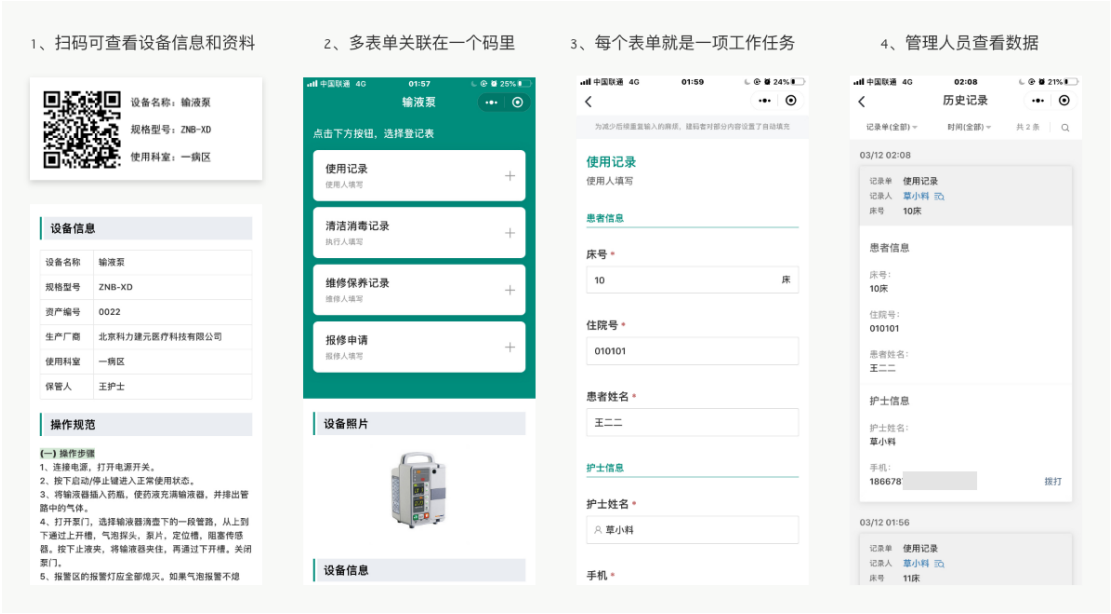 1、扫码可查看设备信息和资料
设备名称：输液泵
规格型号：ZNB-XD
使用科室：一病区
设备信息
设备名称 输液泵
规格型号 ZNB-XD
资产编号 0022
生产厂商 北京科力建元医疗科技有限公司
使用科室 一病区
保管人 王护士
操作规范
(一) 操作步骤
1、连接电源，打开电源开关。
2、按下启动/停止键进入正常使用状态。
3、将输液器插入药瓶，使药液充满输液器，并排出管
路中的气体。
4、打开泵门，选择输液器滴壶下的一段管路，从上到
下通过上开槽，气泡探头，泵片，定位槽，阻塞传感
器。按下止液夹，将输液器夹住，再通过下开槽。关闭
泵门。
5、报警区的报警灯应全部熄灭。如果气泡报警不熄
2、多表单关联在一个码里
中国联通 4G 01:57 25%
输液泵
点击下方按钮，选择登记表
使用记录
使用人填写
清洁消毒记录
执行人填写
维修保养记录
维修人填写
报修申请
报修人填写
设备照片
设备信息
3、每个表单就是一项工作任务
中国联通 4G 01:59 24%
为减少后续重复输入的麻烦，建码者对部分内容设置了自动填充
使用记录
使用人填写
患者信息
床号 *
10 床
住院号 *
010101
患者姓名 *
王二二
护士信息
护士姓名 *
草小料
手机 *
4、管理人员查看数据
中国联通 4G 02:08 21%
历史记录
记录单(全部) 时间(全部) 共 2 条
03/12 02:08
记录单 使用记录
记录人 草小料
床号 10床
患者信息
床号：
10床
住院号：
010101
患者姓名：
王二二
护士信息
护士姓名：
草小料
手机：
18667 拨打
03/12 01:56
记录单 使用记录
记录人 草小料
床号 11床